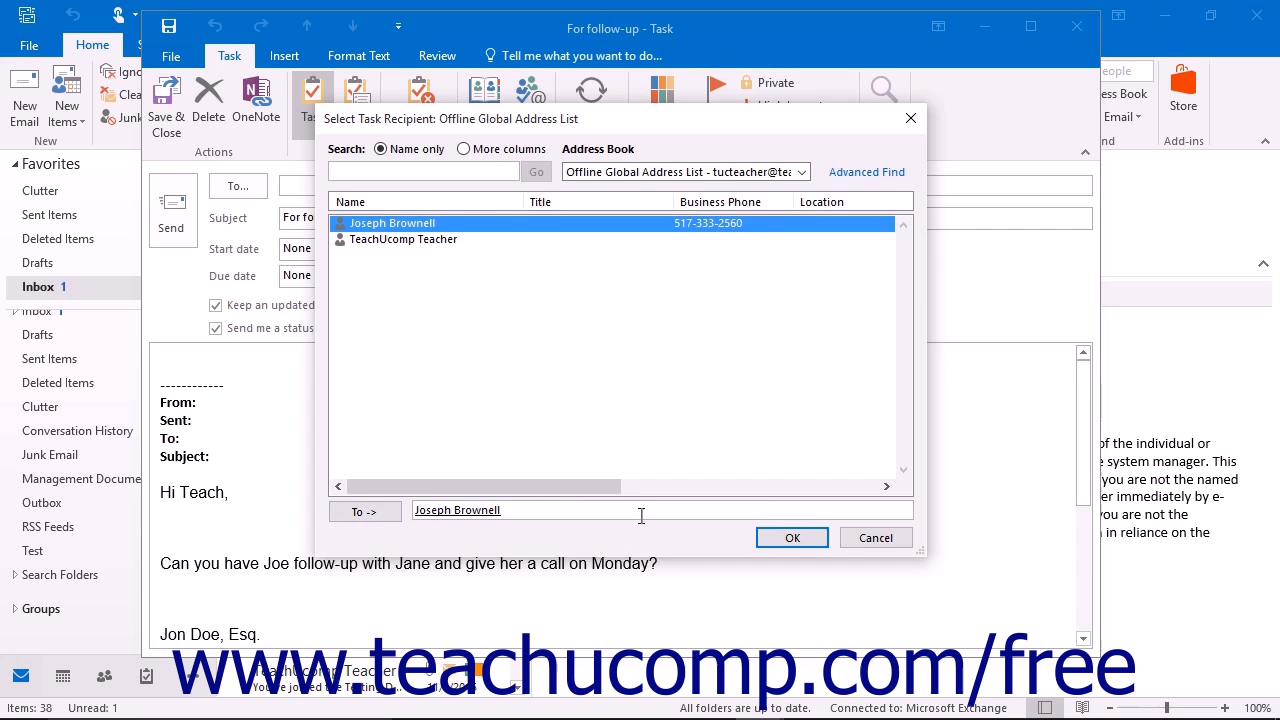 For follow-up - Task
File
Home
File
Task
Insert
Format Text
Review
Tell me what you want to do...
New Email
New Items
Save & Close
Delete
OneNote
Private
Store
New
Actions
Add-ins
Select Task Recipient: Offline Global Address List
Search:
Name only
More columns
Address Book
Go
Offline Global Address List - tucteacher@tea
Advanced Find
Name
Title
Business Phone
Location
Joseph Brownell
517-333-2560
TeachUcomp Teacher
To ->
Joseph Brownell
OK
Cancel
Favorites
Clutter
Sent Items
Deleted Items
Drafts
Inbox 1
Inbox 1
Drafts
Sent Items
Deleted Items
Clutter
Conversation History
Junk Email
Management Docume
Outbox
RSS Feeds
Test
Search Folders
Groups
Send
To...
Subject
For fo
Start date
None
Due date
None
Keep an updated
Send me a status
------------
From:
Sent:
To:
Subject:
Hi Teach,
Can you have Joe follow-up with Jane and give her a call on Monday?
Jon Doe, Esq.
of the individual or
e system manager. This
you are not the named
er immediately by e-
you are not the
n in reliance on the
TeachUcomp Teacher
www.teachucomp.com/free
Items: 38
Unread: 1
All folders are up to date.
Connected to: Microsoft Exchange
100%